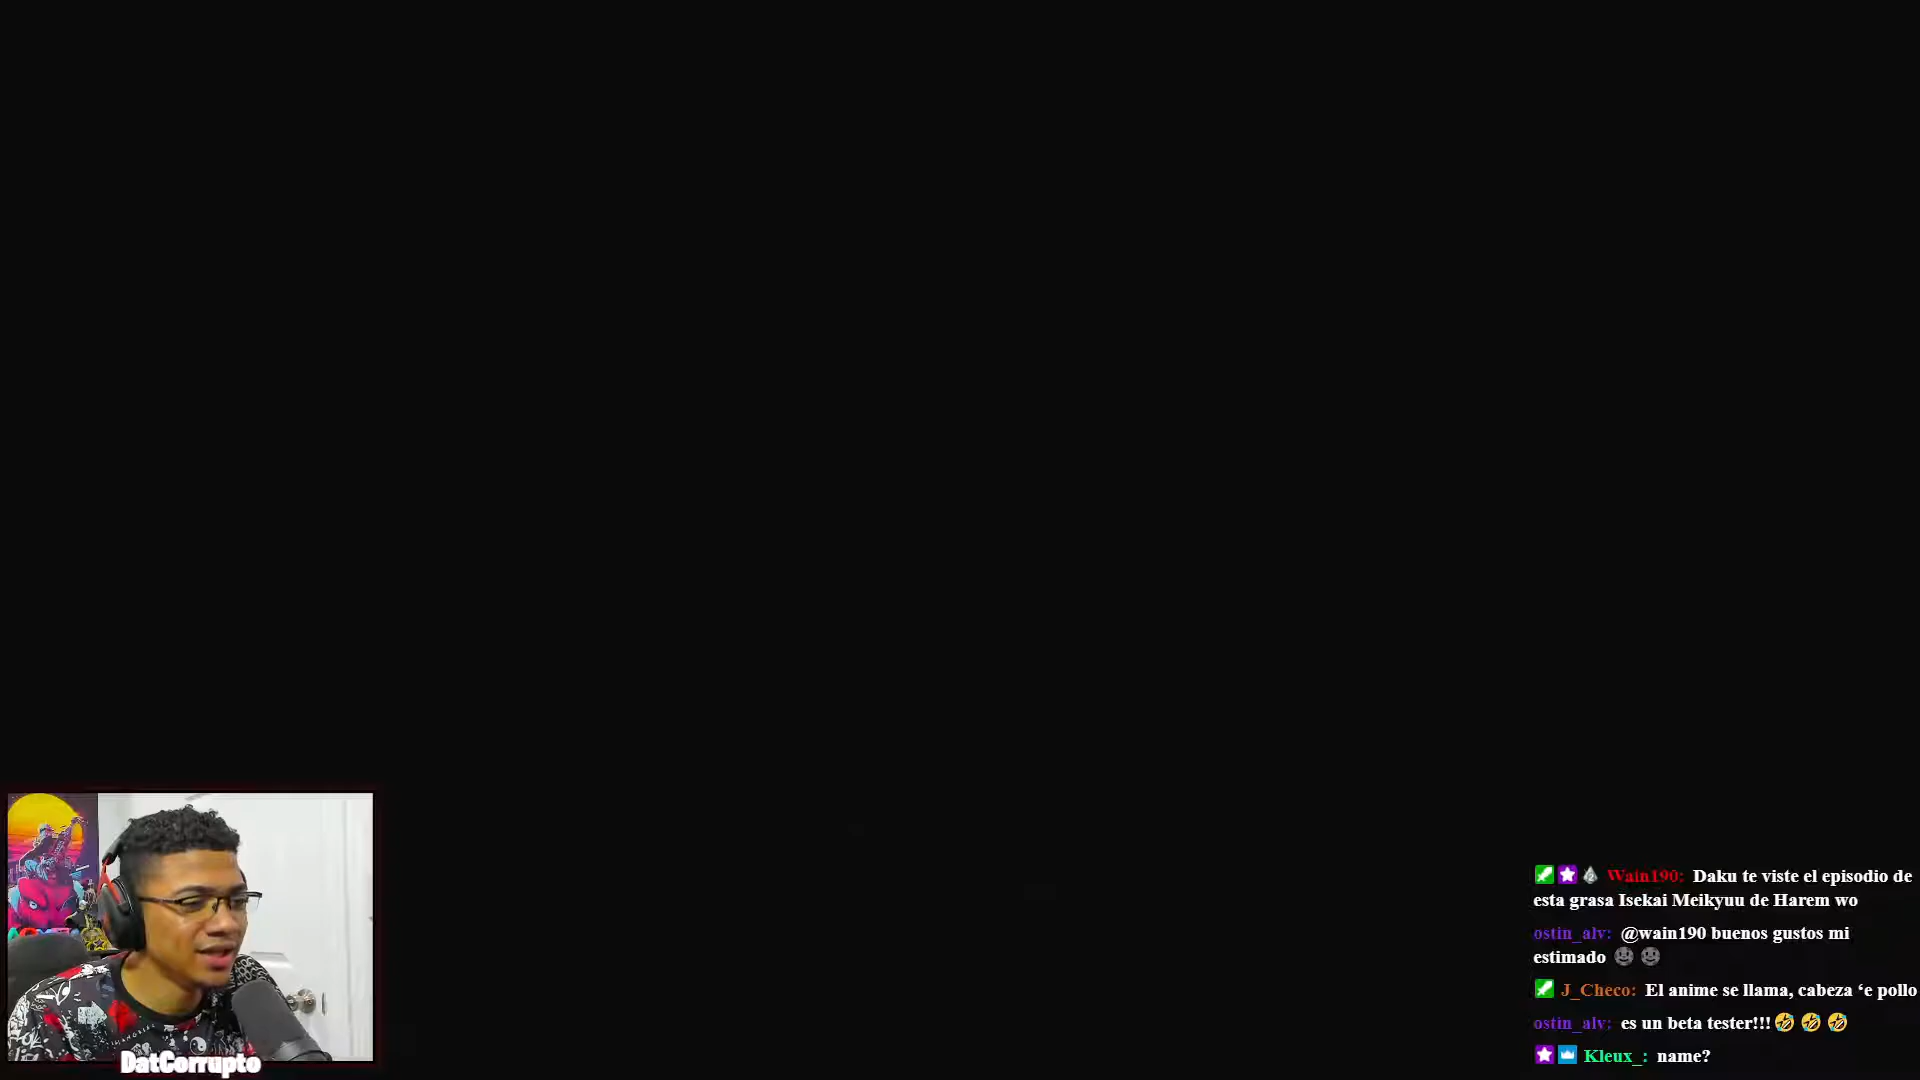 Wain190: Daku te viste el episodio de
esta grasa Isekai Meikyuu de Harem wo
ostin_alv: @wain190 buenos gustos mi
estimado
J_Checo: El anime se llama, cabeza ‘e pollo
ostin_alv: es un beta tester!!!🤣 🤣 🤣
Kleux_: name?
DatCorrupto